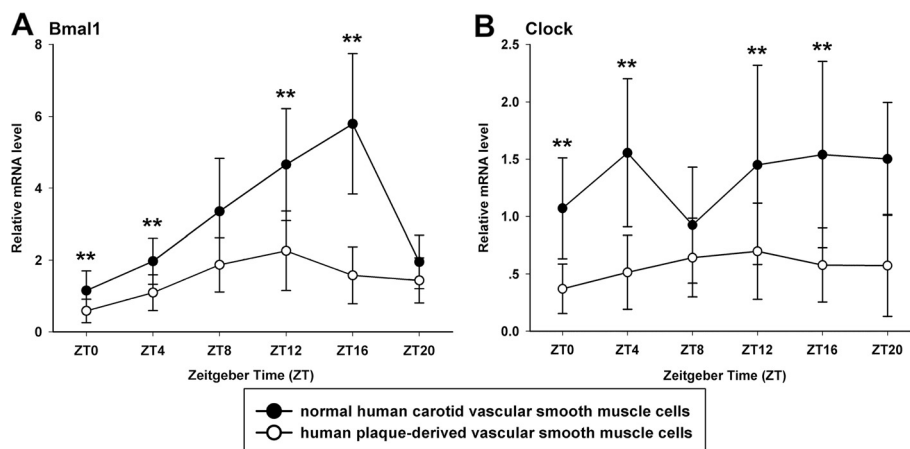 A Bmal1
8
6
4
2
0
Relative mRNA level
** ** ** **
ZT0 ZT4 ZT8 ZT12 ZT16 ZT20
Zeitgeber Time (ZT)
B Clock
2.5
2.0
1.5
1.0
.5
0.0
Relative mRNA level
** ** ** **
ZT0 ZT4 ZT8 ZT12 ZT16 ZT20
Zeitgeber Time (ZT)
normal human carotid vascular smooth muscle cells
human plaque-derived vascular smooth muscle cells